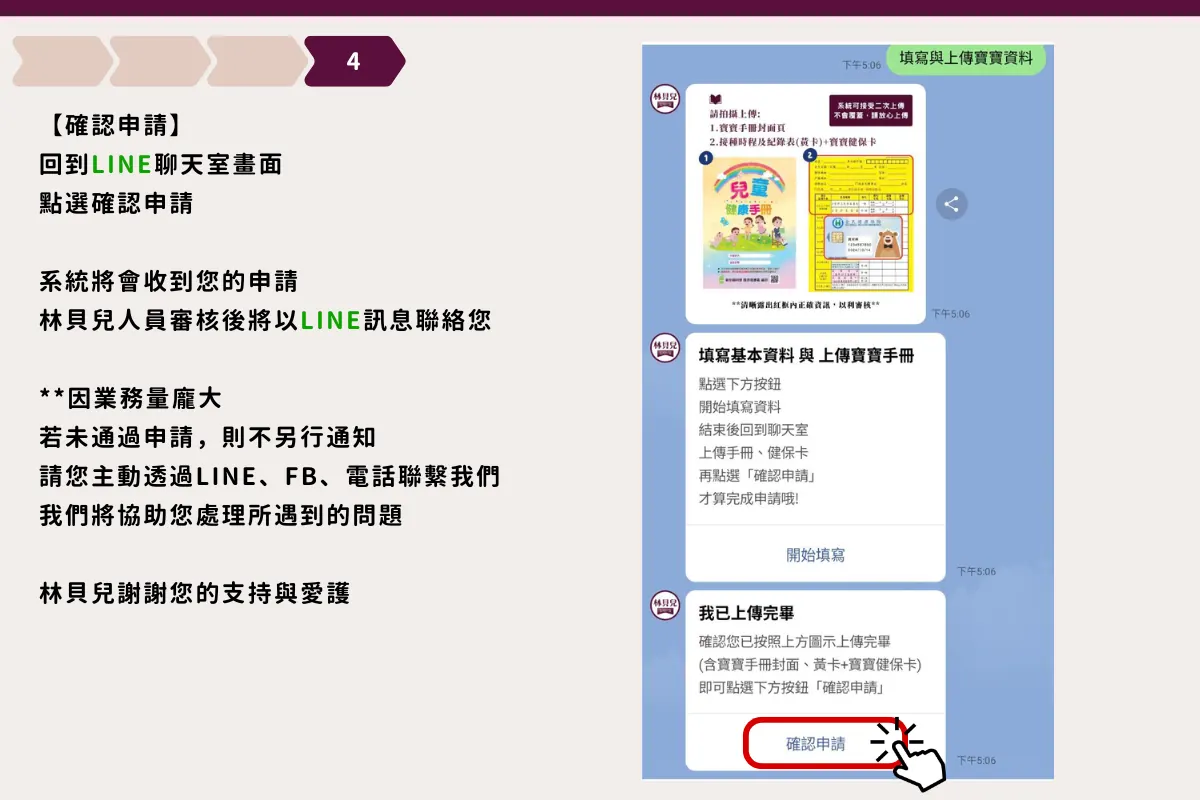 4
【確認申請】
回到LINE聊天室畫面
點選確認申請
系統將會收到您的申請
林貝兒人員審核後將以LINE訊息聯絡您
**因業務量龐大
若未通過申請，則不另行通知
請您主動透過LINE、FB、電話聯繫我們
我們將協助您處理所遇到的問題
林貝兒謝謝您的支持與愛護
下午5:06
填寫與上傳寶寶資料
林貝兒
請拍攝上傳:
1.寶寶手冊封面頁
2.接種時程及紀錄表(黃卡)+寶寶健保卡
系統可接受二次上傳
不會覆蓋，請放心上傳
1
兒童
健康手冊
2
**清晰露出紅框內正確資訊，以利審核**
下午5:06
林貝兒
填寫基本資料 與 上傳寶寶手冊
點選下方按鈕
開始填寫資料
結束後回到聊天室
上傳手冊、健保卡
再點選「確認申請」
才算完成申請哦!
開始填寫
下午5:06
林貝兒
我已上傳完畢
確認您已按照上方圖示上傳完畢
(含寶寶手冊封面、黃卡+寶寶健保卡)
即可點選下方按鈕「確認申請」
確認申請
下午5:06